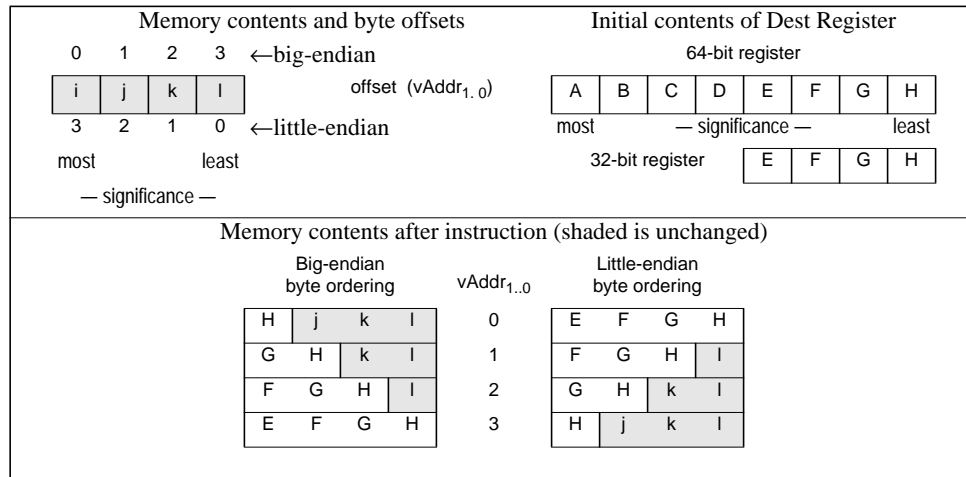 Memory contents and byte offsets
Initial contents of Dest Register
0 1 2 3 ←big-endian
64-bit register
i j k l
offset (vAddr1. 0)
A B C D E F G H
3 2 1 0 ←little-endian
most — significance — least
most least
32-bit register E F G H
— significance —
Memory contents after instruction (shaded is unchanged)
Big-endian
byte ordering
vAddr1..0
Little-endian
byte ordering
H j k l 0 E F G H
G H k l 1 F G H l
F G H l 2 G H k l
E F G H 3 H j k l